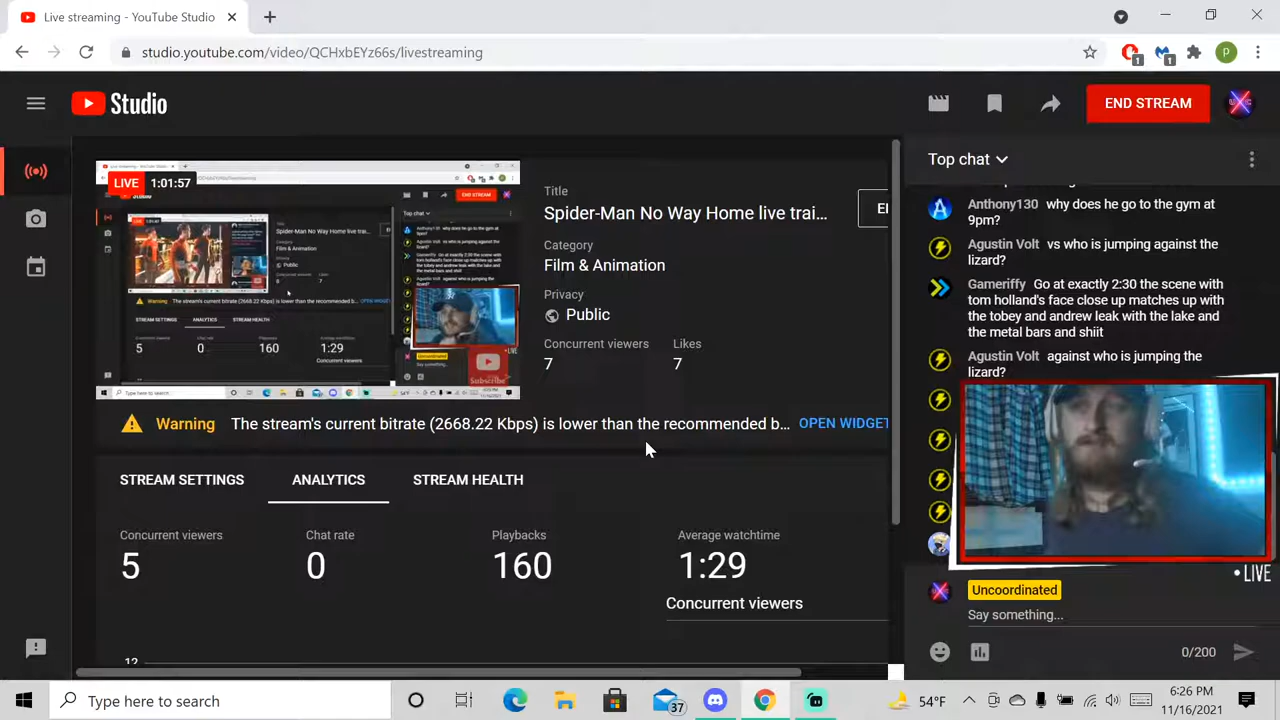 Live streaming - YouTube Studio
studio.youtube.com/video/QCHxbEYz66s/livestreaming
1
1
P
Studio
END STREAM
LIVE 1:01:57
Title
Spider-Man No Way Home live trai...
Category
Film & Animation
Privacy
Public
Concurrent viewers
Likes
7
7
Warning
The stream's current bitrate (2668.22 Kbps) is lower than the recommended b...
OPEN WIDGET
STREAM SETTINGS
ANALYTICS
STREAM HEALTH
Concurrent viewers
Chat rate
Playbacks
Average watchtime
5
0
160
1:29
Concurrent viewers
12
Top chat
Anthony130 why does he go to the gym at
9pm?
Agustin Volt vs who is jumping against the
lizard?
Gameriffy Go at exactly 2:30 the scene with
tom holland's face close up matches up with
the tobey and andrew leak with the lake and
the metal bars and shiit
Agustin Volt against who is jumping the
lizard?
• LIVE
Uncoordinated
Say something...
0/200
Type here to search
37
54°F
6:26 PM
11/16/2021